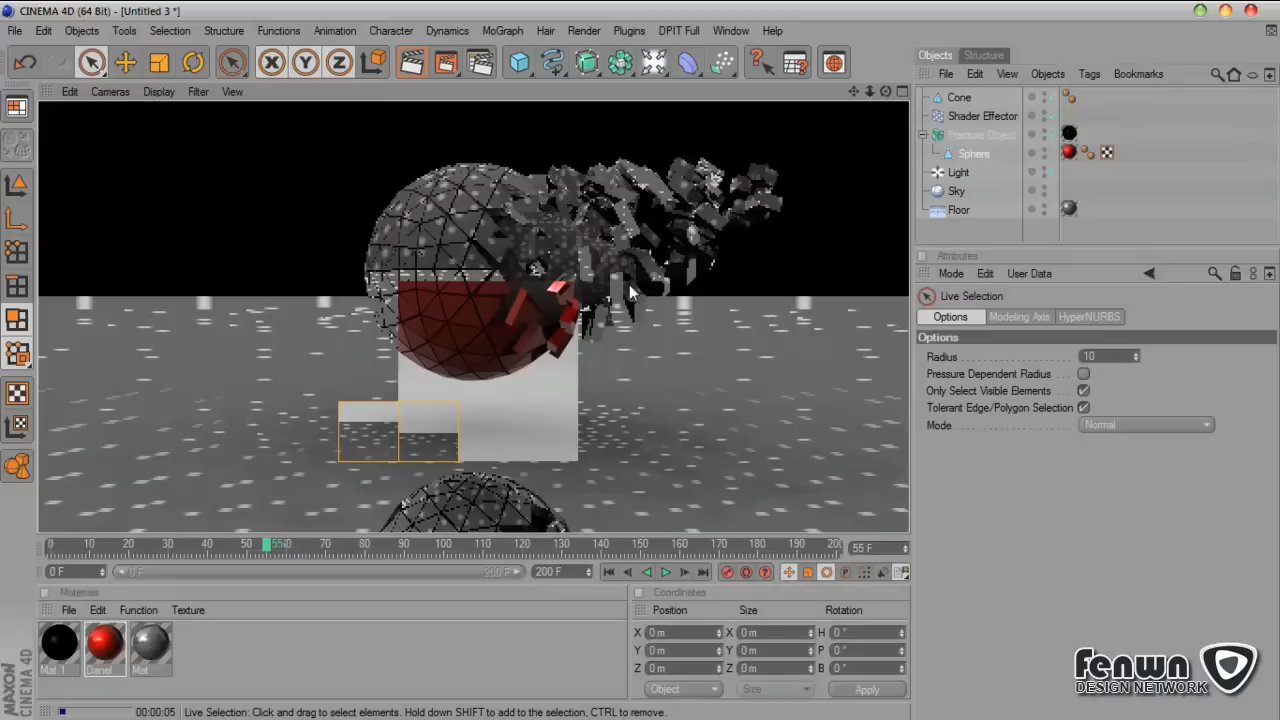 CINEMA 4D (64 Bit) - [Untitled 3 *]
File Edit Objects Tools Selection Structure Functions Animation Character Dynamics MoGraph Hair Render Plugins DPIT Full Window Help
Objects Structure
File Edit View Objects Tags Bookmarks
Edit Cameras Display Filter View
Cone
Shader Effector
Fracture Object
Sphere
Light
Sky
Floor
Attributes
Mode Edit User Data
Live Selection
Options Modeling Axis HyperNURBS
Options
Radius 10
Pressure Dependent Radius
Only Select Visible Elements
Tolerant Edge/Polygon Selection
Mode Normal
0 10 20 30 40 50 55 70 80 90 100 110 120 130 140 150 160 170 180 190 20 55 F
0 F 0 F 200 F 200 F
Materials
File Edit Function Texture
Mat 1 Danel Mat
Coordinates
Position Size Rotation
X 0 m X 0 m H 0 °
Y 0 m Y 0 m P 0 °
Z 0 m Z 0 m B 0 °
Object Size Apply
MAXON
CINEMA 4D
00:00:05 Live Selection: Click and drag to select elements. Hold down SHIFT to add to the selection, CTRL to remove.
fenwn
DESIGN NETWORK